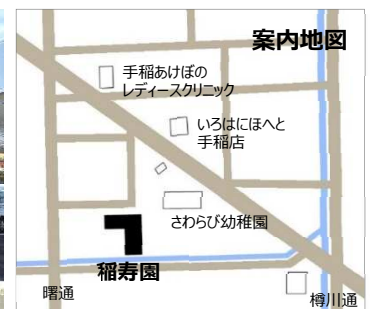 案内地図
手稲あけぼの
レディースクリニック
いろはにほへと
手稲店
さわらび幼稚園
稲寿園
曙通
樽川通